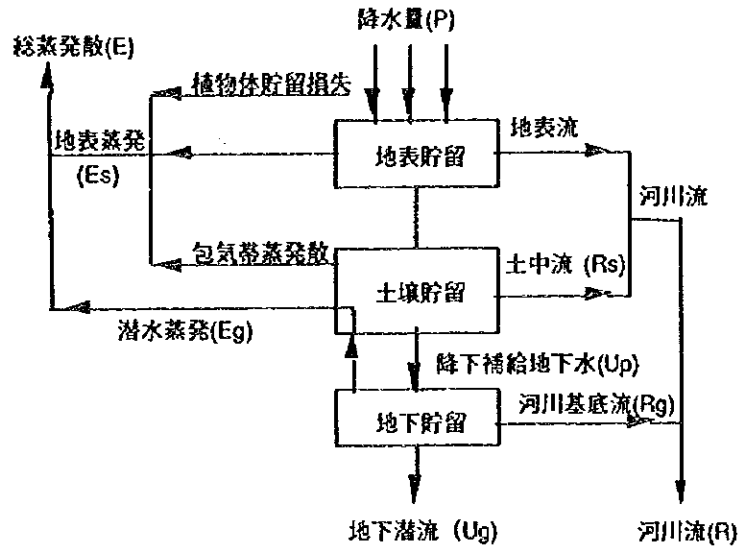 降水量(P)
総蒸発散(E)
植物体貯留損失
地表蒸発
(Es)
地表貯留
地表流
河川流
包気帯蒸発散
土壌貯留
土中流 (Rs)
潜水蒸発(Eg)
降下補給地下水(Up)
地下貯留
河川基底流(Rg)
地下潜流 (Ug)
河川流(R)